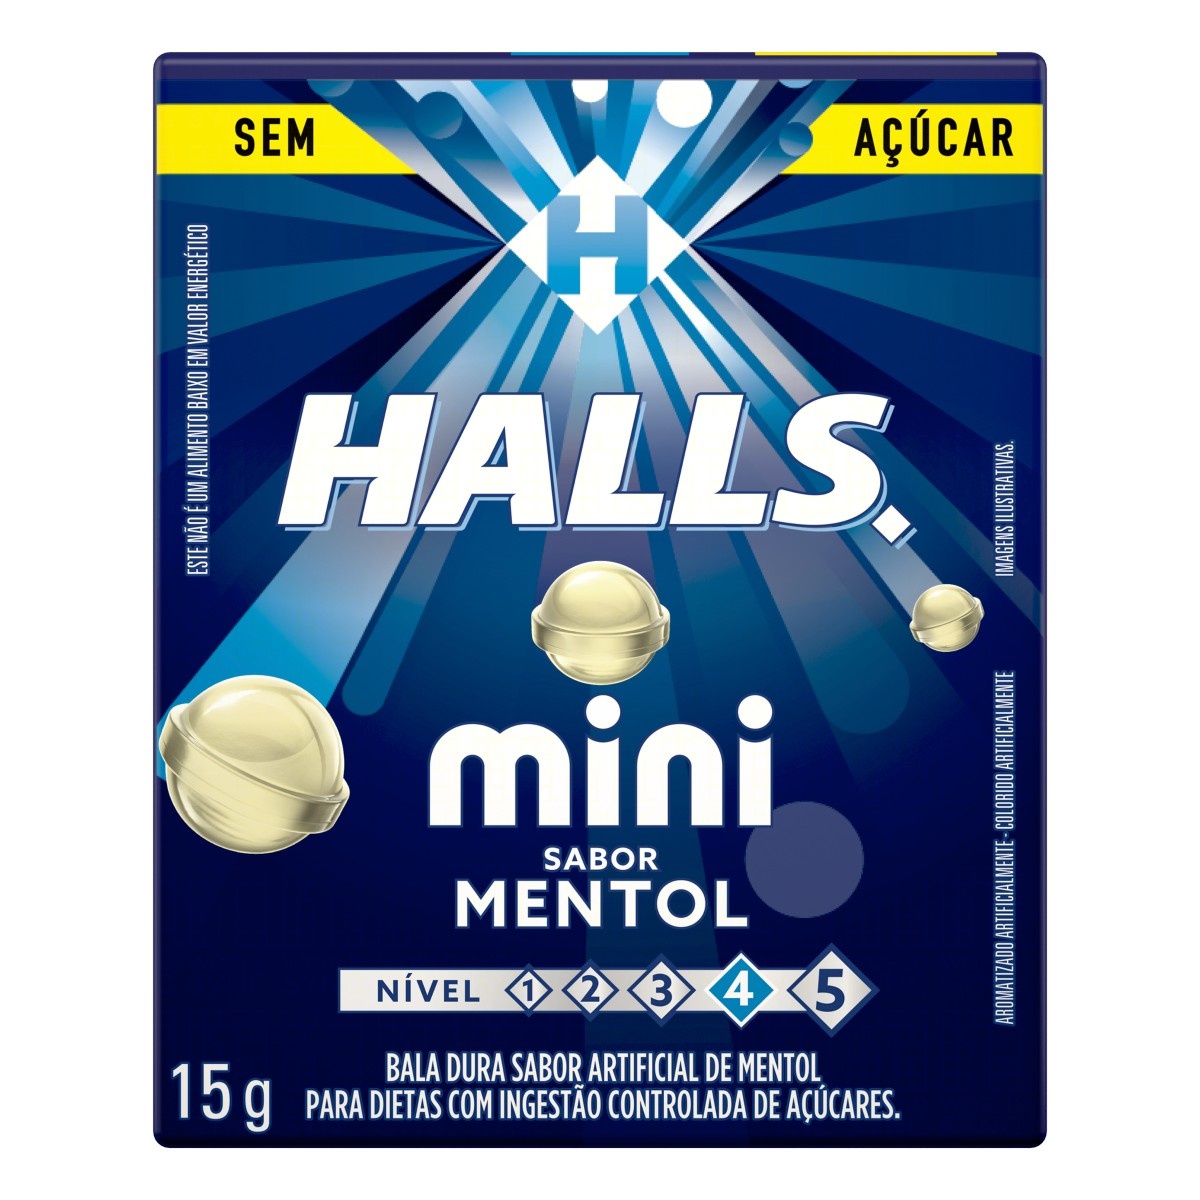 SEM AÇÚCAR
H
ESTE NÃO É UM ALIMENTO BAIXO EM VALOR ENERGÉTICO
HALLS.
IMAGENS ILUSTRATIVAS.
mini
SABOR
MENTOL
AROMATIZADO ARTIFICIALMENTE - COLORIDO ARTIFICIALMENTE
NÍVEL 1 2 3 4 5
15 g
BALA DURA SABOR ARTIFICIAL DE MENTOL
PARA DIETAS COM INGESTÃO CONTROLADA DE AÇÚCARES.